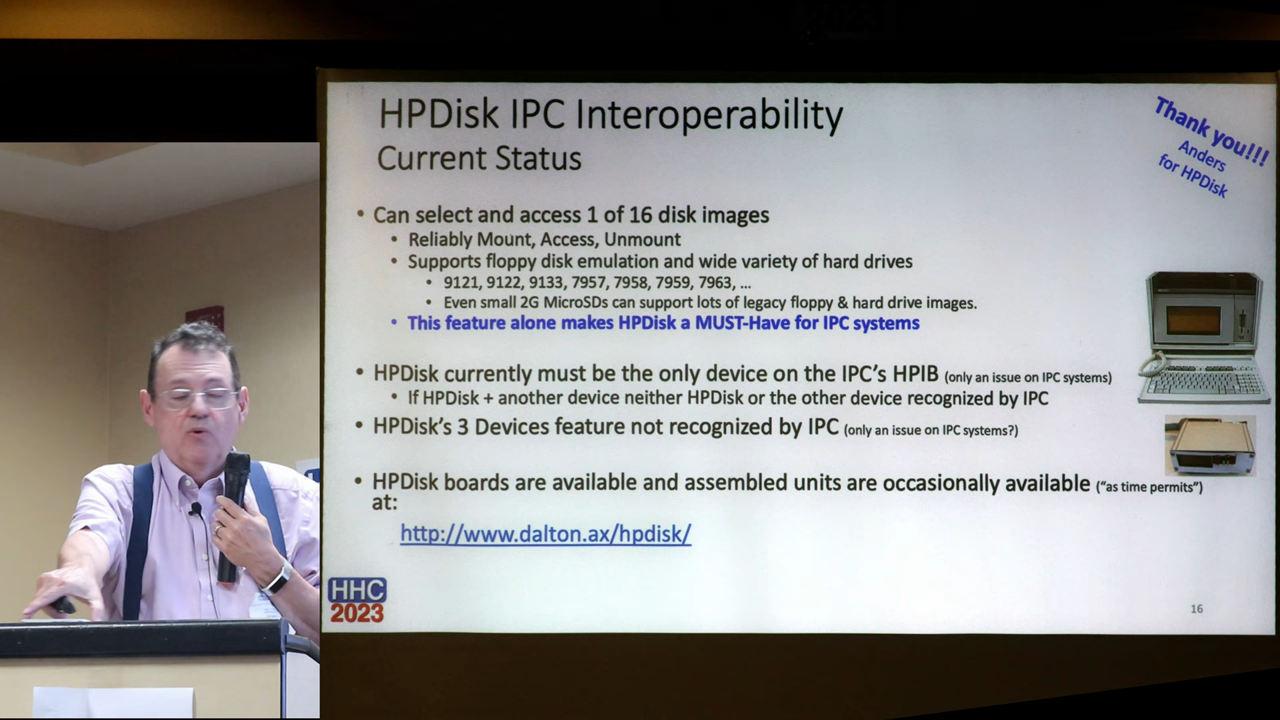 HPDisk IPC Interoperability
Current Status
Thank you!!!
Anders
for HPDisk
• Can select and access 1 of 16 disk images
• Reliably Mount, Access, Unmount
• Supports floppy disk emulation and wide variety of hard drives
• 9121, 9122, 9133, 7957, 7958, 7959, 7963, ...
• Even small 2G MicroSDs can support lots of legacy floppy & hard drive images.
• This feature alone makes HPDisk a MUST-Have for IPC systems
• HPDisk currently must be the only device on the IPC's HPIB (only an issue on IPC systems)
• If HPDisk + another device neither HPDisk or the other device recognized by IPC
• HPDisk's 3 Devices feature not recognized by IPC (only an issue on IPC systems?)
• HPDisk boards are available and assembled units are occasionally available ("as time permits")
at:
http://www.dalton.ax/hpdisk/
HHC
2023
16